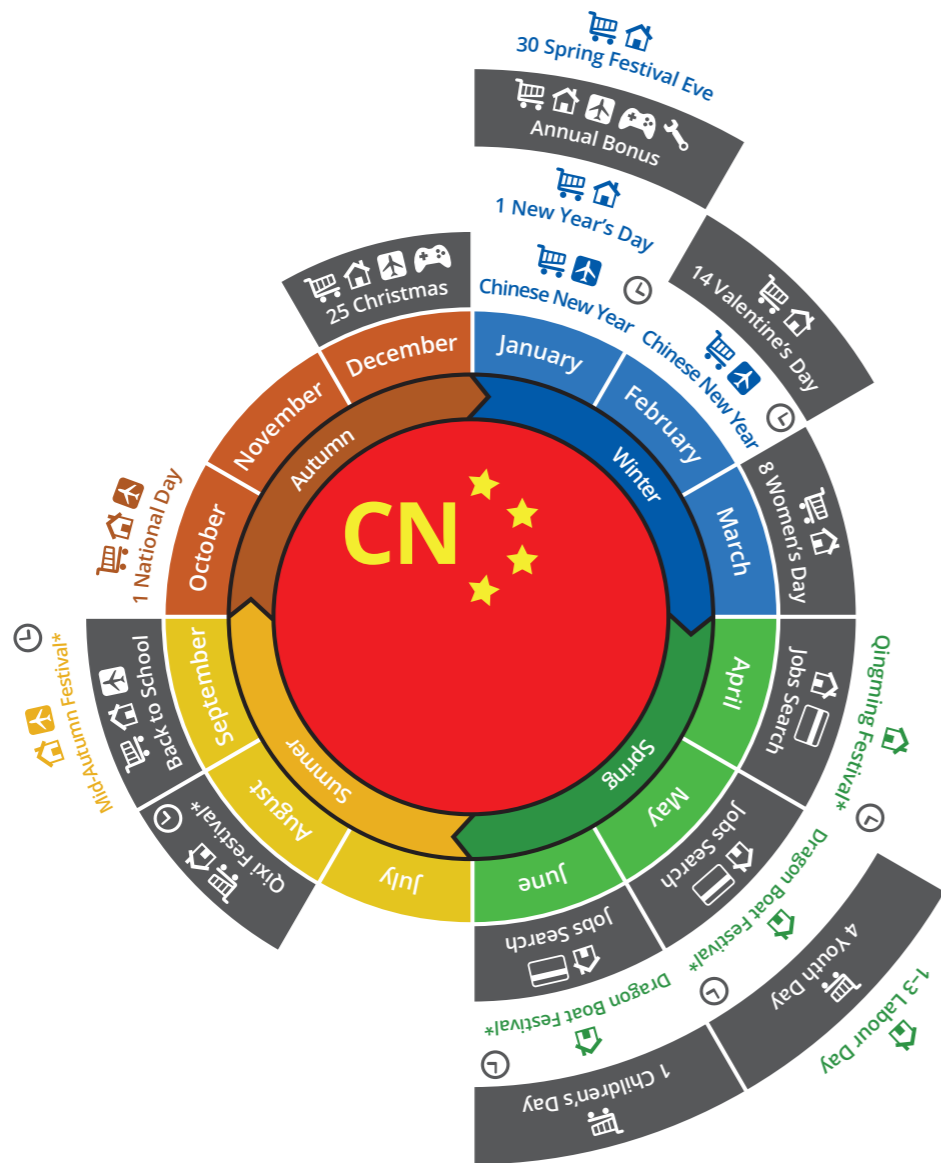 30 Spring Festival Eve
Annual Bonus
1 New Year's Day
Chinese New Year
January
14 Valentine's Day
Chinese New Year
February
8 Women's Day
March
Winter
Jobs Search
April
Qingming Festival*
Jobs Search
May
Dragon Boat Festival*
4 Youth Day
1-3 Labour Day
Jobs Search
June
Dragon Boat Festival*
1 Children's Day
Spring
July
Qixi Festival*
August
Back to School
September
Mid-Autumn Festival*
Summer
1 National Day
October
November
25 Christmas
December
Autumn
CN